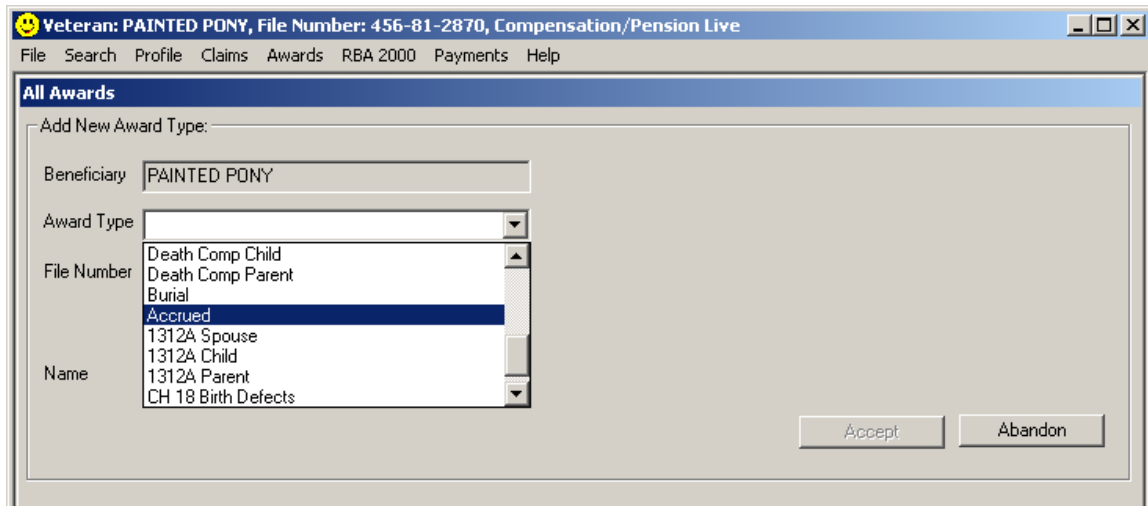 Veteran: PAINTED PONY, File Number: 456-81-2870, Compensation/Pension Live
File Search Profile Claims Awards RBA 2000 Payments Help
All Awards
Add New Award Type:
Beneficiary PAINTED PONY
Award Type
File Number
Death Comp Child
Death Comp Parent
Burial
Accrued
1312A Spouse
1312A Child
1312A Parent
CH 18 Birth Defects
Name
Accept Abandon